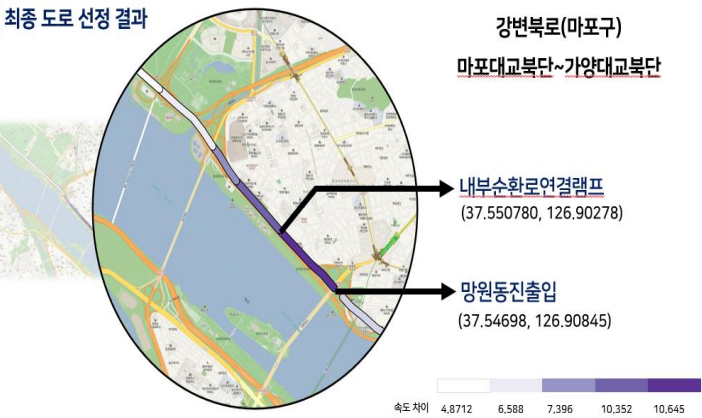 최종 도로 선정 결과
강변북로(마포구)
마포대교북단~가양대교북단
내부순환로연결램프
(37.550780, 126.90278)
망원동진출입
(37.54698, 126.90845)
속도 차이 4,8712 6,588 7,396 10,352 10,645